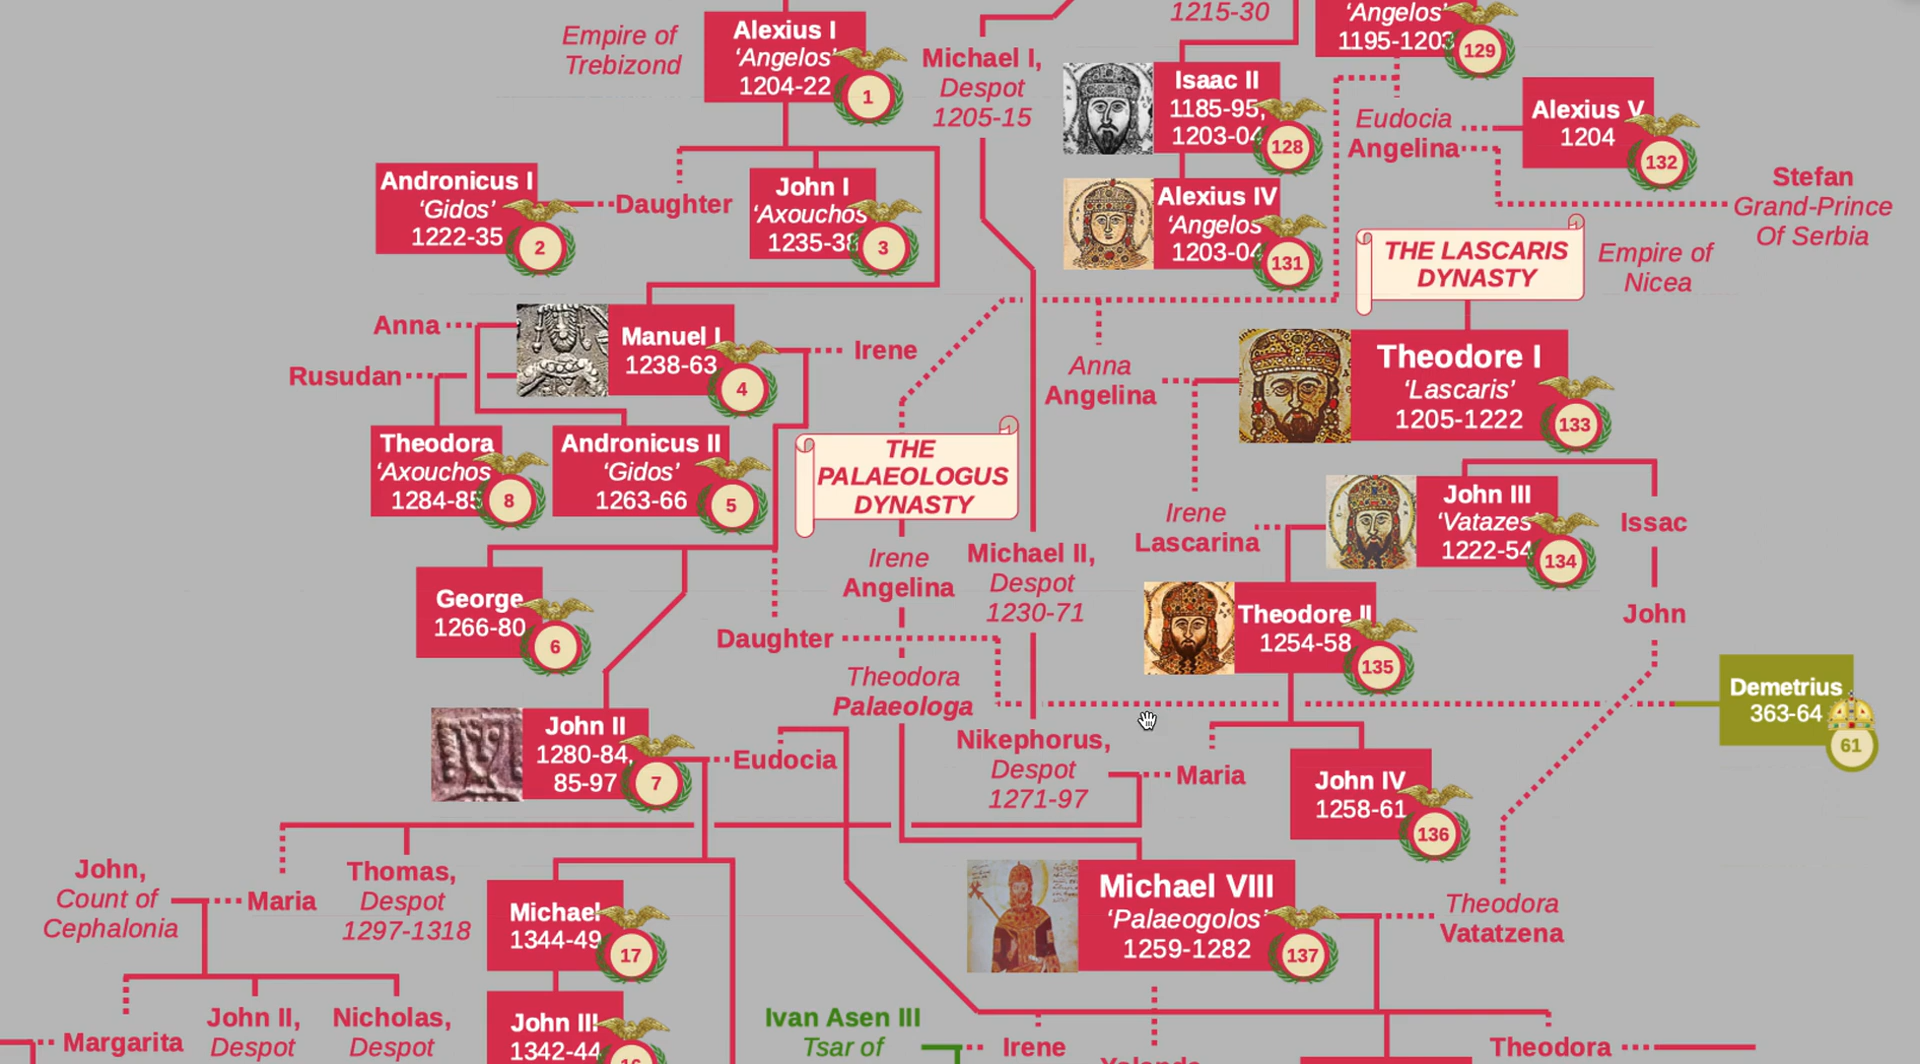 1215-30
'Angelos'
1195-1203
129
Empire of
Trebizond
Alexius I
'Angelos'
1204-22
1
Michael I,
Despot
1205-15
Isaac II
1185-95,
1203-04
128
Eudocia
Angelina
Alexius V
1204
132
Stefan
Grand-Prince
Of Serbia
Andronicus I
'Gidos'
1222-35
2
Daughter
John I
'Axouchos
1235-38
3
Alexius IV
'Angelos
1203-04
131
THE LASCARIS
DYNASTY
Empire of
Nicea
Anna
Rusudan
Manuel I
1238-63
4
Irene
Anna
Angelina
Theodore I
'Lascaris'
1205-1222
133
Theodora
'Axouchos
1284-85
8
Andronicus II
'Gidos'
1263-66
5
THE
PALAEOLOGUS
DYNASTY
Irene
Lascarina
John III
'Vatazes'
1222-54
134
Issac
Irene
Angelina
Michael II,
Despot
1230-71
George
1266-80
6
Daughter
Theodore II
1254-58
135
John
Theodora
Palaeologa
Demetrius
363-64
61
John II
1280-84,
85-97
7
Eudocia
Nikephorus,
Despot
1271-97
Maria
John IV
1258-61
136
John,
Count of
Cephalonia
Maria
Thomas,
Despot
1297-1318
Michael
1344-49
17
Michael VIII
'Palaeogolos'
1259-1282
137
Theodora
Vatatzena
Margarita
John II,
Despot
Nicholas,
Despot
John III
1342-44
16
Ivan Asen III
Tsar of
Irene
Yolande
Theodora